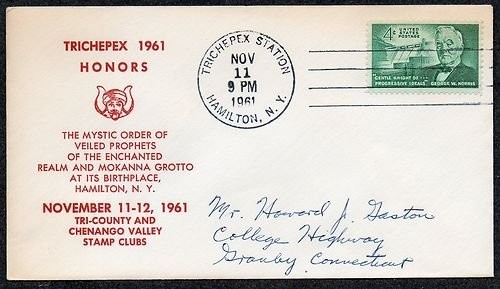 TRICHEPEX 1961
HONORS
THE MYSTIC ORDER OF
VEILED PROPHETS
OF THE ENCHANTED
REALM AND MOKANNA GROTTO
AT ITS BIRTHPLACE,
HAMILTON, N. Y.
NOVEMBER 11-12, 1961
TRI-COUNTY AND
CHENANGO VALLEY
STAMP CLUBS
TRICHEPEX STATION
NOV
11
9 PM
1961
HAMILTON, N. Y.
4¢ UNITED STATES
POSTAGE
GENTLE KNIGHT OF
PROGRESSIVE IDEALS GEORGE W. NORRIS
Mr. Howard J. Gaston
College Highway
Granby Connecticut